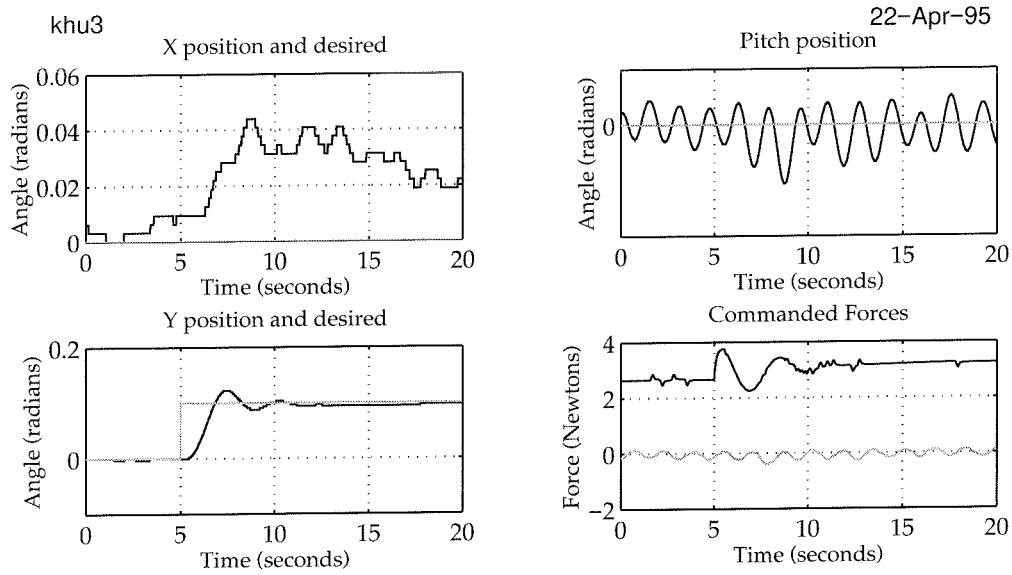 khu3
22-Apr-95
X position and desired
Angle (radians)
0.06
0.04
0.02
0
0 5 10 15 20
Time (seconds)
Pitch position
Angle (radians)
0
0 5 10 15 20
Time (seconds)
Y position and desired
Angle (radians)
0.2
0
0 5 10 15 20
Time (seconds)
Commanded Forces
Force (Newtons)
4
2
0
-2
0 5 10 15 20
Time (seconds)